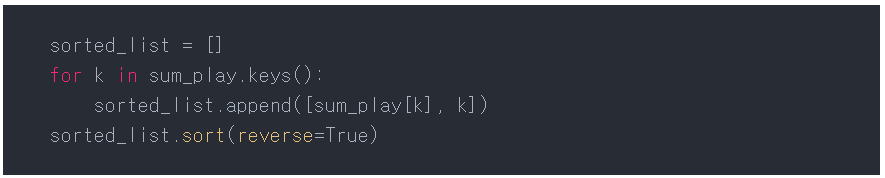 sorted_list = []
for k in sum_play.keys():
    sorted_list.append([sum_play[k], k])
sorted_list.sort(reverse=True)